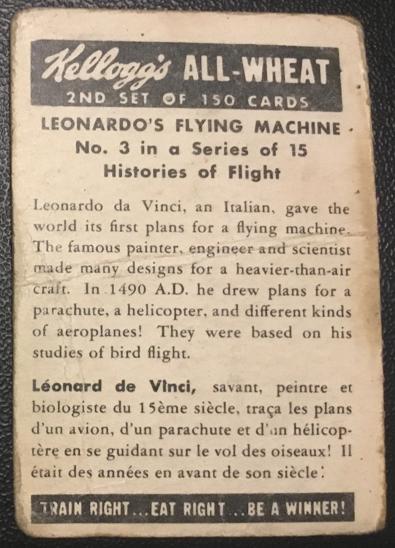 Kellogg's ALL-WHEAT
2ND SET OF 150 CARDS
LEONARDO'S FLYING MACHINE
No. 3 in a Series of 15
Histories of Flight
Leonardo da Vinci, an Italian, gave the
world its first plans for a flying machine.
The famous painter, engineer and scientist
made many designs for a heavier-than-air
craft. In 1490 A.D. he drew plans for a
parachute, a helicopter, and different kinds
of aeroplanes! They were based on his
studies of bird flight.
Léonard de VInci, savant, peintre et
biologiste du 15ème siècle, traça les plans
d'un avion, d'un parachute et d'un hélicop-
tère en se guidant sur le vol des oiseaux! Il
était des années en avant de son siècle!
TRAIN RIGHT...EAT RIGHT...BE A WINNER!